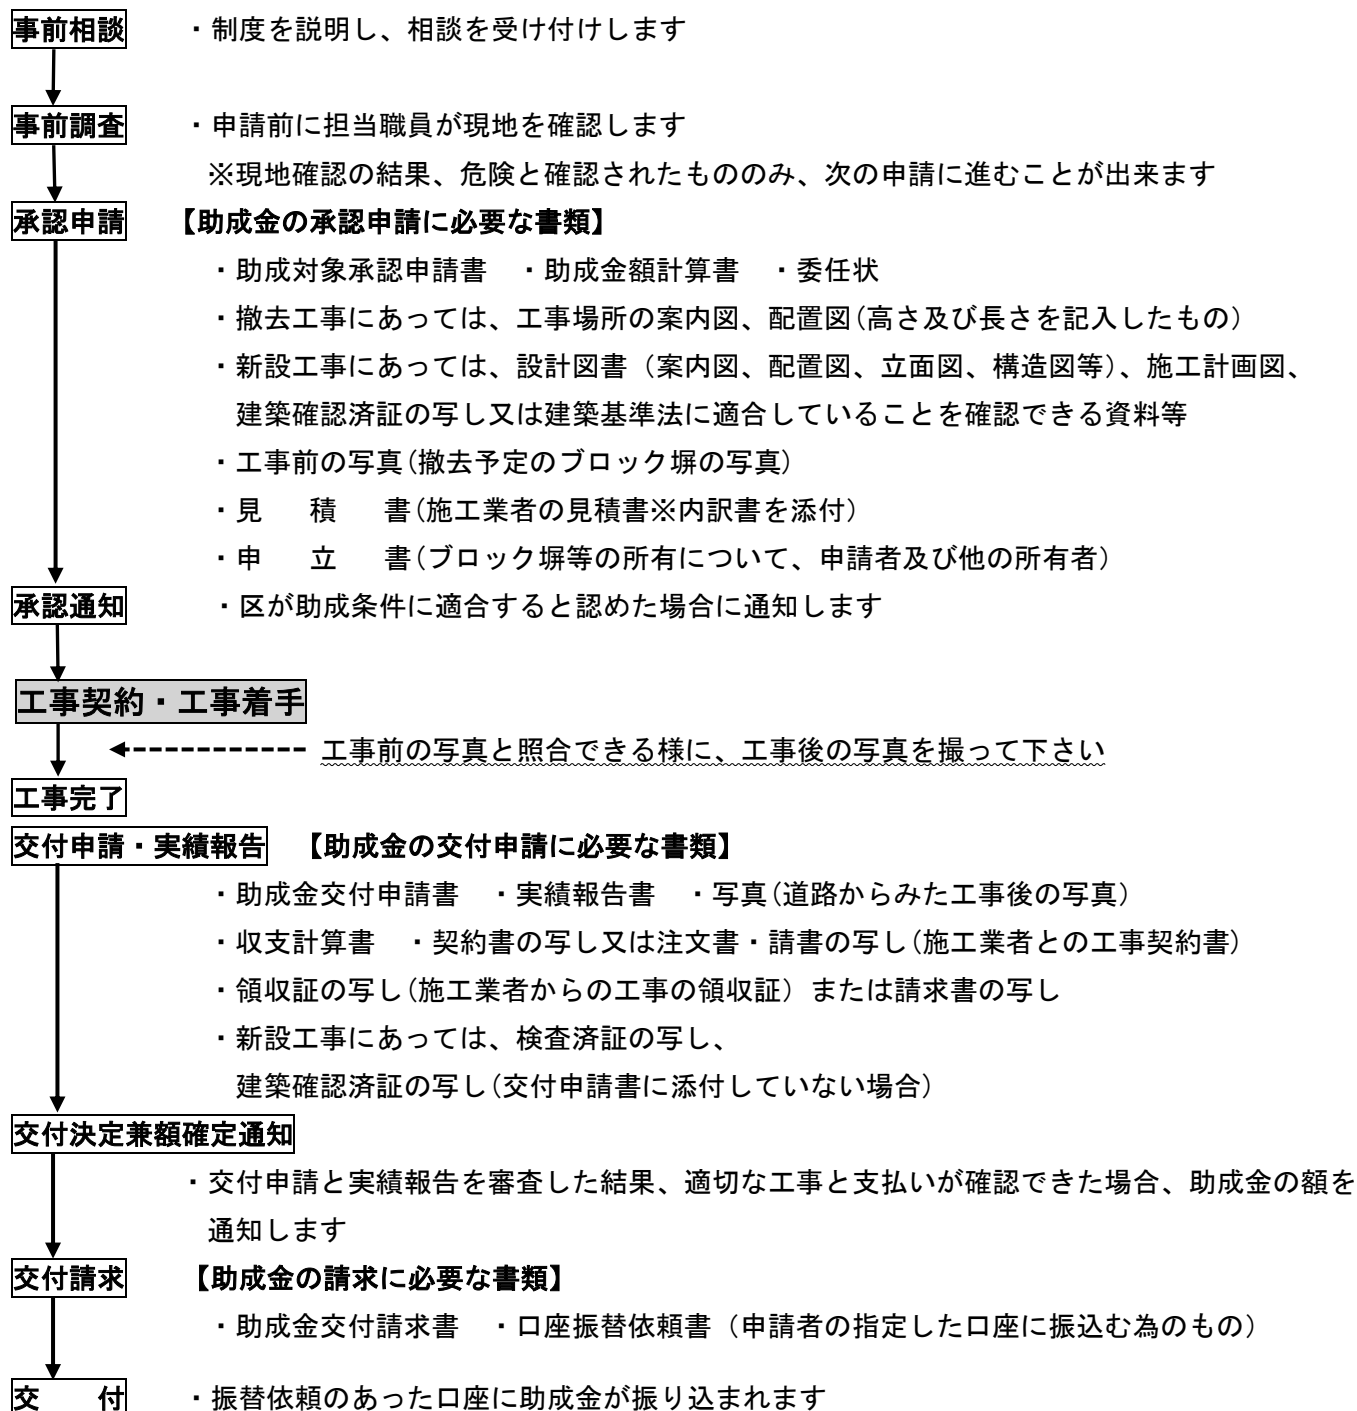 事前相談 ・制度を説明し、相談を受け付けします
事前調査 ・申請前に担当職員が現地を確認します
※現地確認の結果、危険と確認されたもののみ、次の申請に進むことが出来ます
承認申請 【助成金の承認申請に必要な書類】
・助成対象承認申請書 ・助成金額計算書 ・委任状
・撤去工事にあっては、工事場所の案内図、配置図(高さ及び長さを記入したもの)
・新設工事にあっては、設計図書（案内図、配置図、立面図、構造図等)、施工計画図、
建築確認済証の写し又は建築基準法に適合していることを確認できる資料等
・工事前の写真(撤去予定のブロック塀の写真)
・見 積 書(施工業者の見積書※内訳書を添付)
・申 立 書(ブロック塀等の所有について、申請者及び他の所有者)
承認通知 ・区が助成条件に適合すると認めた場合に通知します
工事契約・工事着手
工事前の写真と照合できる様に、工事後の写真を撮って下さい
工事完了
交付申請・実績報告 【助成金の交付申請に必要な書類】
・助成金交付申請書 ・実績報告書 ・写真(道路からみた工事後の写真)
・収支計算書 ・契約書の写し又は注文書・請書の写し(施工業者との工事契約書)
・領収証の写し(施工業者からの工事の領収証）または請求書の写し
・新設工事にあっては、検査済証の写し、
建築確認済証の写し(交付申請書に添付していない場合)
交付決定兼額確定通知
・交付申請と実績報告を審査した結果、適切な工事と支払いが確認できた場合、助成金の額を
通知します
交付請求 【助成金の請求に必要な書類】
・助成金交付請求書 ・口座振替依頼書（申請者の指定した口座に振込む為のもの）
交 付 ・振替依頼のあった口座に助成金が振り込まれます